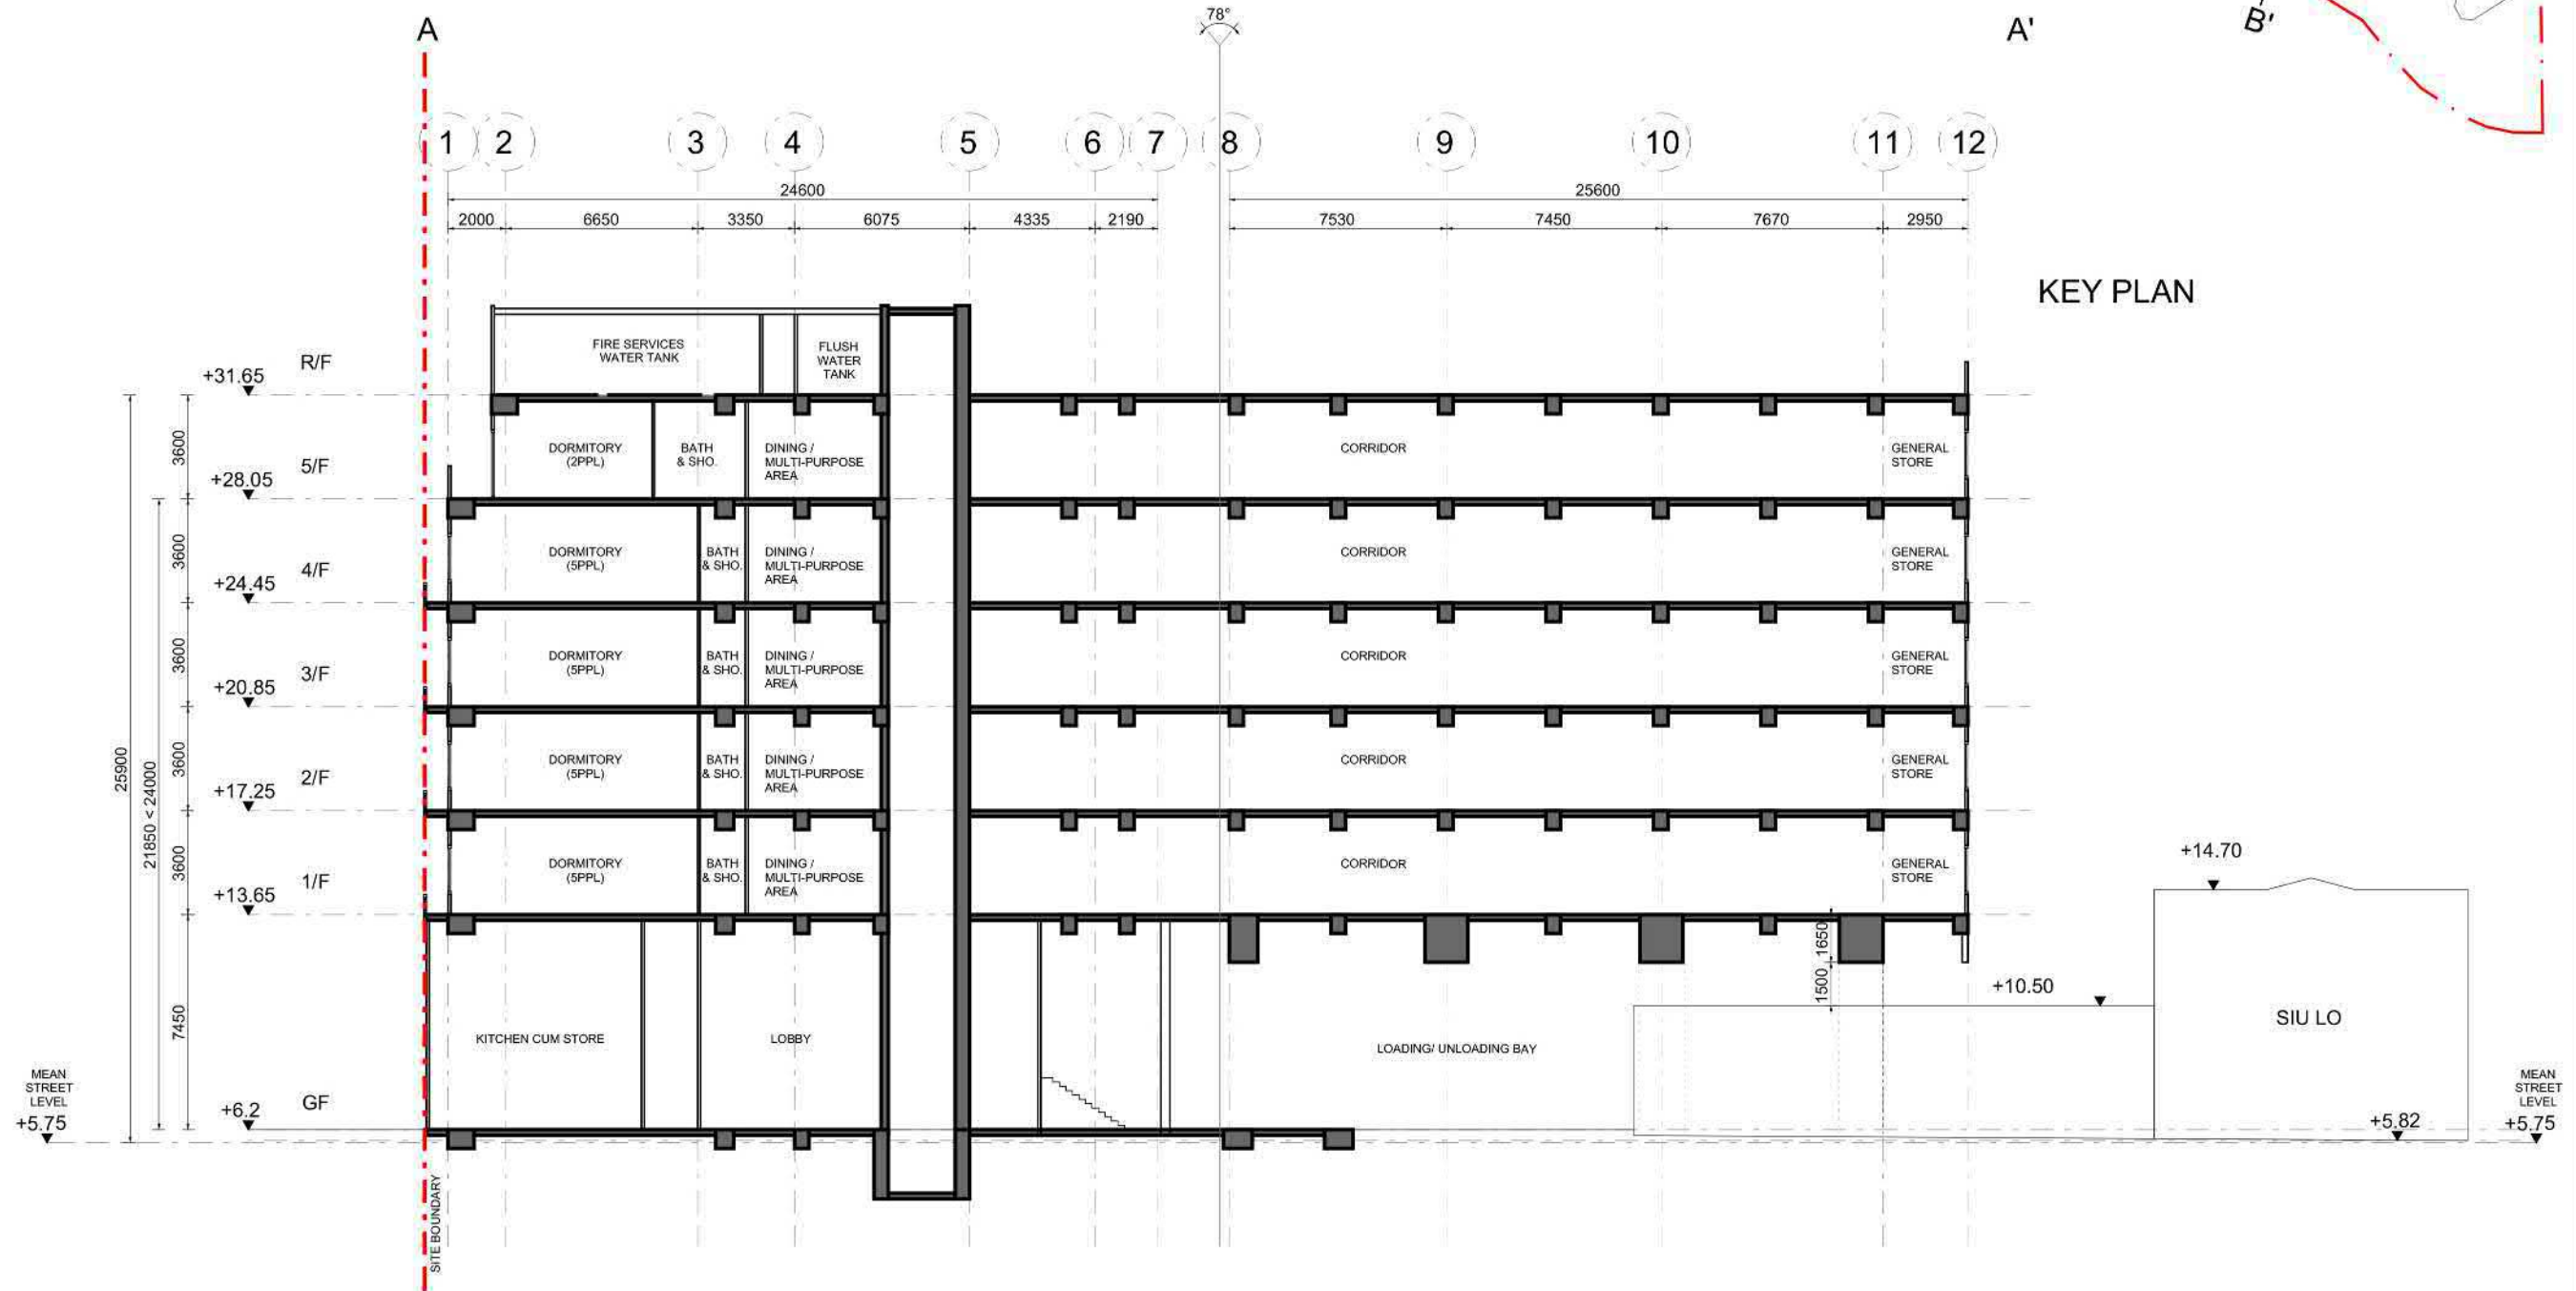 A
78°
A'
B'
1 2 3 4 5 6 7 8 9 10 11 12
24600
25600
2000 6650 3350 6075 4335 2190
7530 7450 7670 2950
KEY PLAN
FIRE SERVICES
WATER TANK
FLUSH
WATER
TANK
R/F
+31.65
3600
5/F
+28.05
DORMITORY
(2PPL)
BATH
& SHO.
DINING /
MULTI-PURPOSE
AREA
CORRIDOR
GENERAL
STORE
3600
4/F
+24.45
DORMITORY
(5PPL)
BATH
& SHO.
DINING /
MULTI-PURPOSE
AREA
CORRIDOR
GENERAL
STORE
3600
3/F
+20.85
DORMITORY
(5PPL)
BATH
& SHO.
DINING /
MULTI-PURPOSE
AREA
CORRIDOR
GENERAL
STORE
25900
21850 < 24000
3600
2/F
+17.25
DORMITORY
(5PPL)
BATH
& SHO.
DINING /
MULTI-PURPOSE
AREA
CORRIDOR
GENERAL
STORE
3600
1/F
+13.65
DORMITORY
(5PPL)
BATH
& SHO.
DINING /
MULTI-PURPOSE
AREA
CORRIDOR
GENERAL
STORE
+14.70
1650
1500
+10.50
SIU LO
7450
KITCHEN CUM STORE
LOBBY
LOADING/ UNLOADING BAY
MEAN
STREET
LEVEL
+5.75
GF
+6.2
+5.82
MEAN
STREET
LEVEL
+5.75
SITE BOUNDARY